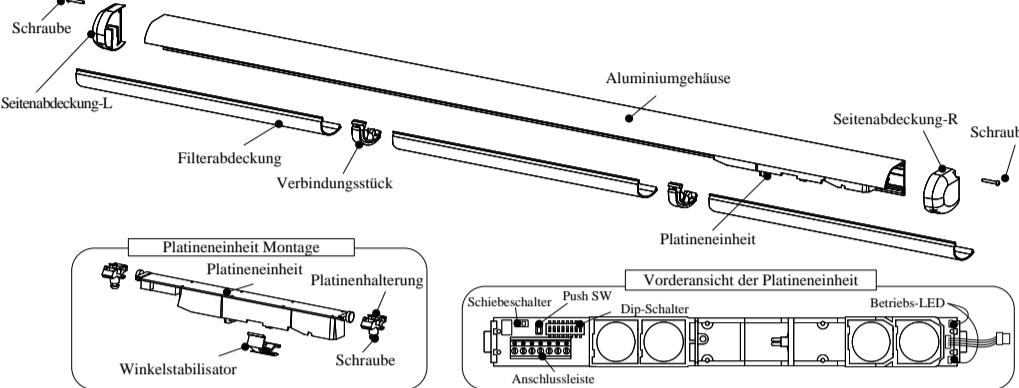 Schraube
Aluminiumgehäuse
Seitenabdeckung-L
Seitenabdeckung-R
Schraub
Filterabdeckung
Verbindungsstück
Platineneinheit
Platineneinheit Montage
Platineneinheit
Platinenhalterung
Winkelstabilisator
Schraube
Vorderansicht der Platineneinheit
Schiebeschalter
Push SW
Dip-Schalter
Betriebs-LED
Anschlussleiste